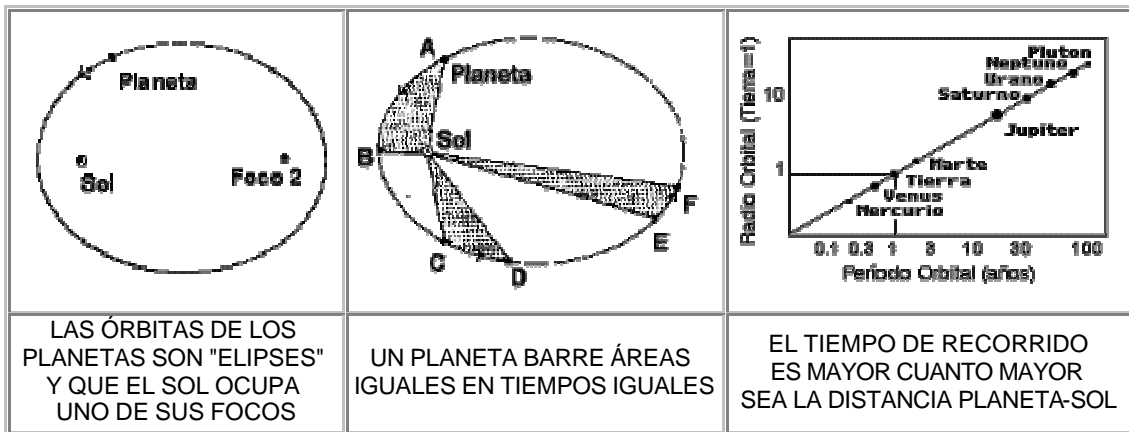 Planeta
Sol
Foco 2
A
Planeta
Sol
B
C
D
E
F
Radio Orbital (Tierra=1)
10
1
Pluton
Neptuno
Urano
Saturno
Jupiter
Marte
Tierra
Venus
Mercurio
0.1 0.3 1 3 10 30 100
Período Orbital (años)
LAS ÓRBITAS DE LOS
PLANETAS SON "ELIPSES"
Y QUE EL SOL OCUPA
UNO DE SUS FOCOS
UN PLANETA BARRE ÁREAS
IGUALES EN TIEMPOS IGUALES
EL TIEMPO DE RECORRIDO
ES MAYOR CUANTO MAYOR
SEA LA DISTANCIA PLANETA-SOL